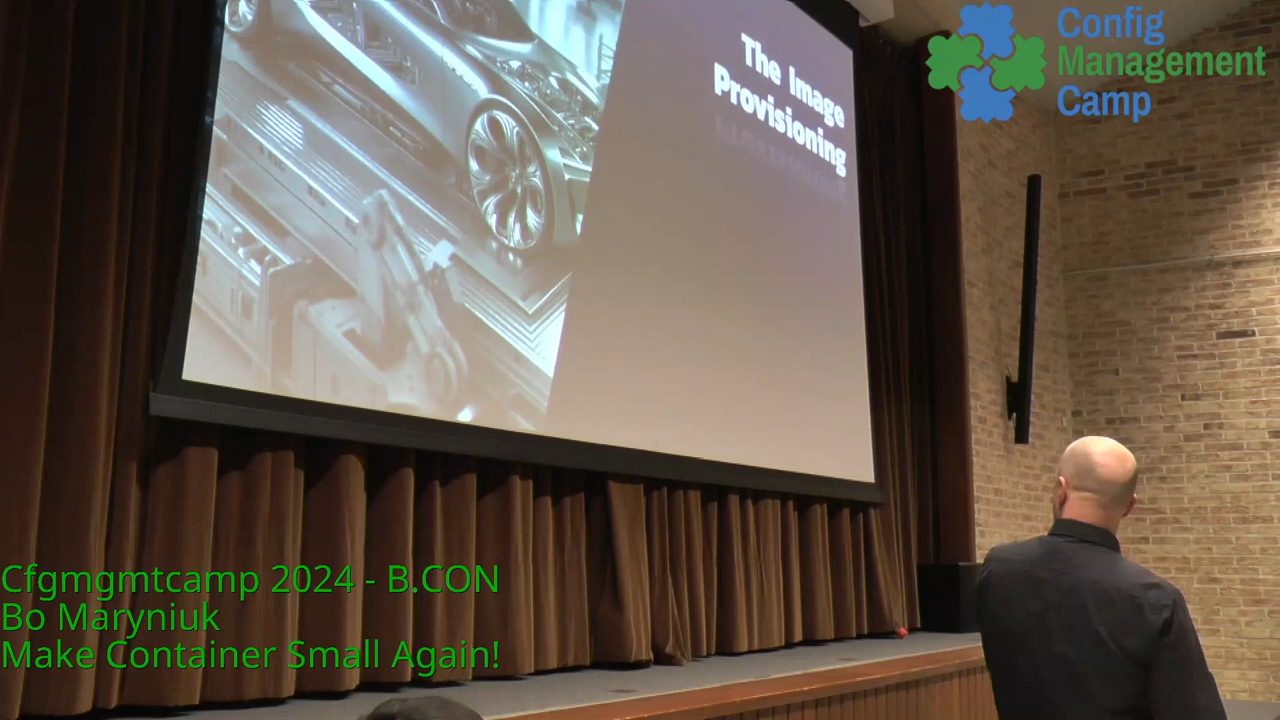 The Image
Provisioning
Config
Management
Camp
Cfgmgmtcamp 2024 - B.CON
Bo Maryniuk
Make Container Small Again!